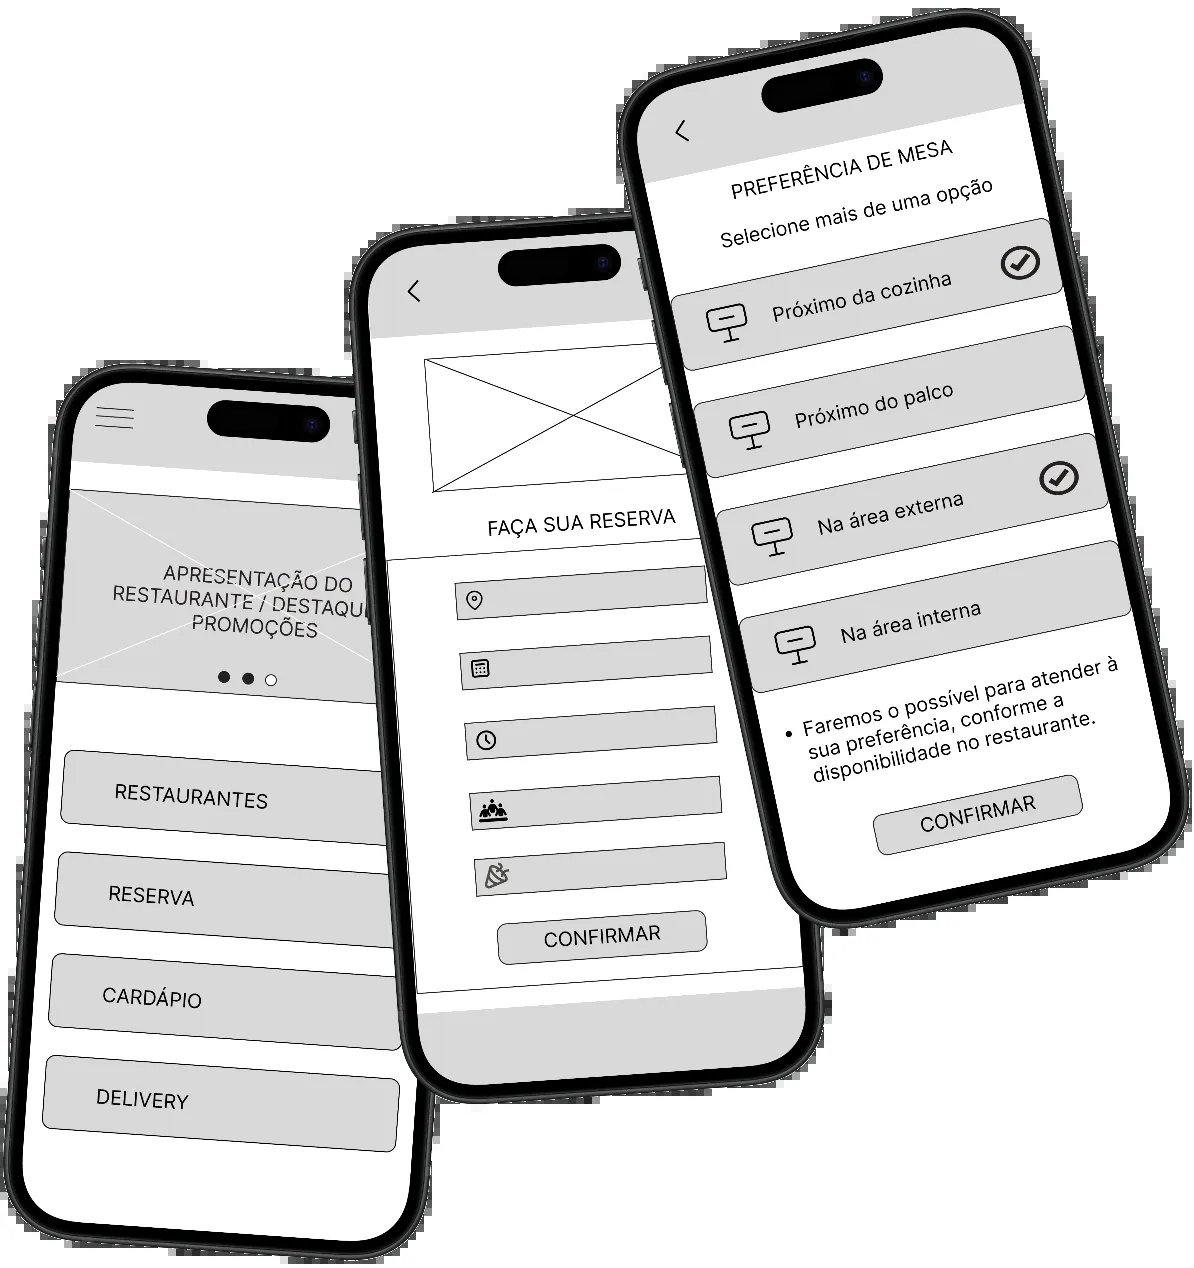 APRESENTAÇÃO DO
RESTAURANTE / DESTAQU
PROMOÇÕES
RESTAURANTES
RESERVA
CARDÁPIO
DELIVERY
FAÇA SUA RESERVA
CONFIRMAR
PREFERÊNCIA DE MESA
Selecione mais de uma opção
Próximo da cozinha
Próximo do palco
Na área externa
Na área interna
• Faremos o possível para atender à
sua preferência, conforme a
disponibilidade no restaurante.
CONFIRMAR